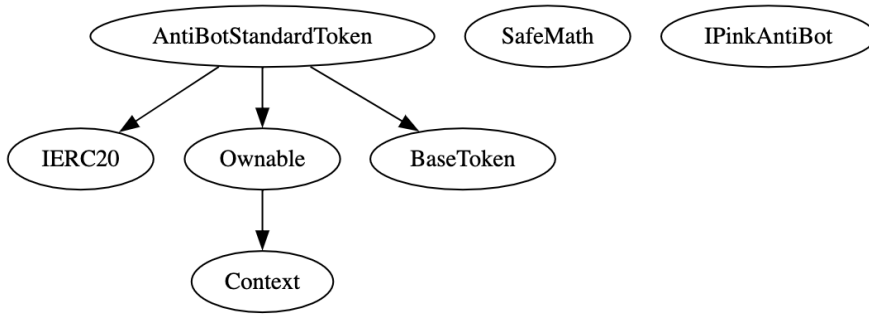 AntiBotStandardToken
SafeMath
IPinkAntiBot
IERC20
Ownable
BaseToken
Context